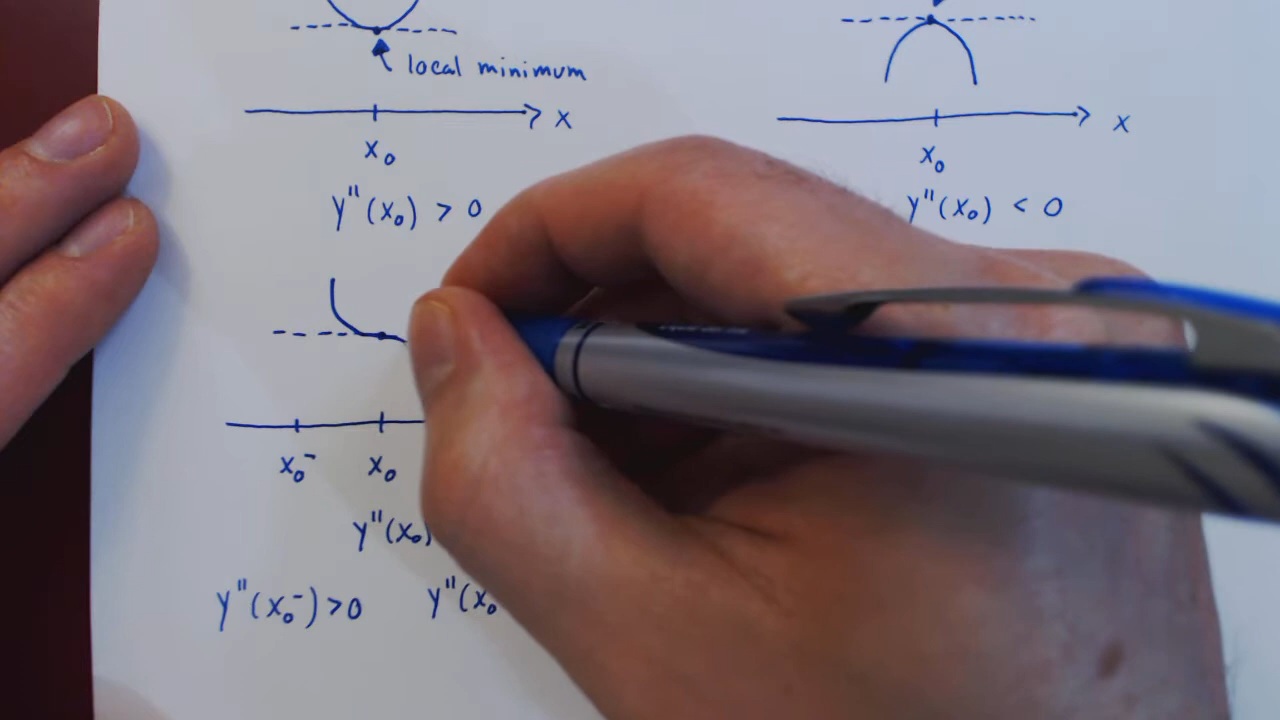 local minimum
x x
x₀ x₀
y"(x₀) > 0 y"(x₀) < 0
x₀⁻ x₀
y"(x₀)
y"(x₀⁻) > 0 y"(x₀